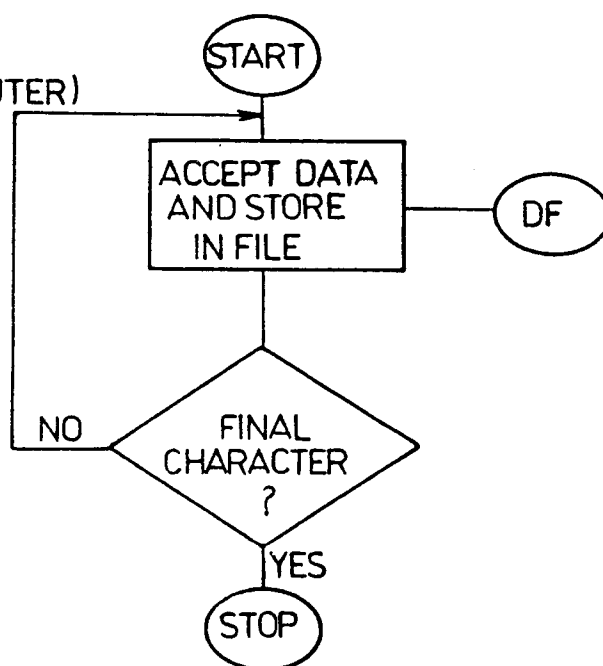 START
UTER)
ACCEPT DATA
AND STORE
IN FILE
DF
NO
FINAL
CHARACTER
?
YES
STOP